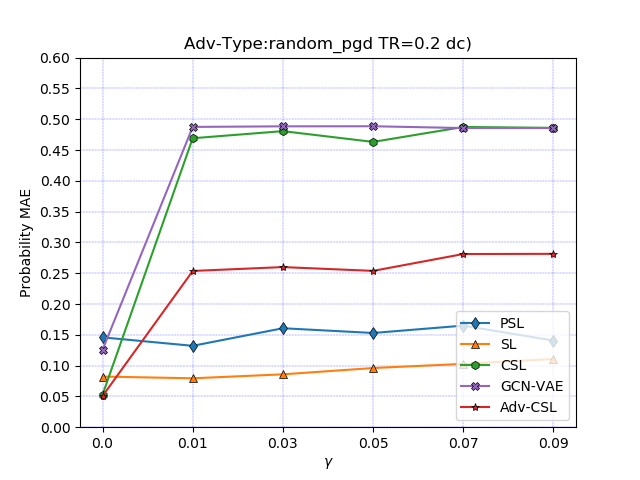 Adv-Type:random_pgd TR=0.2 dc)
0.60
0.55
0.50
0.45
0.40
0.35
0.30
0.25
0.20
0.15
0.10
0.05
0.00
Probability MAE
0.0 0.01 0.03 0.05 0.07 0.09
γ
PSL
SL
CSL
GCN-VAE
Adv-CSL